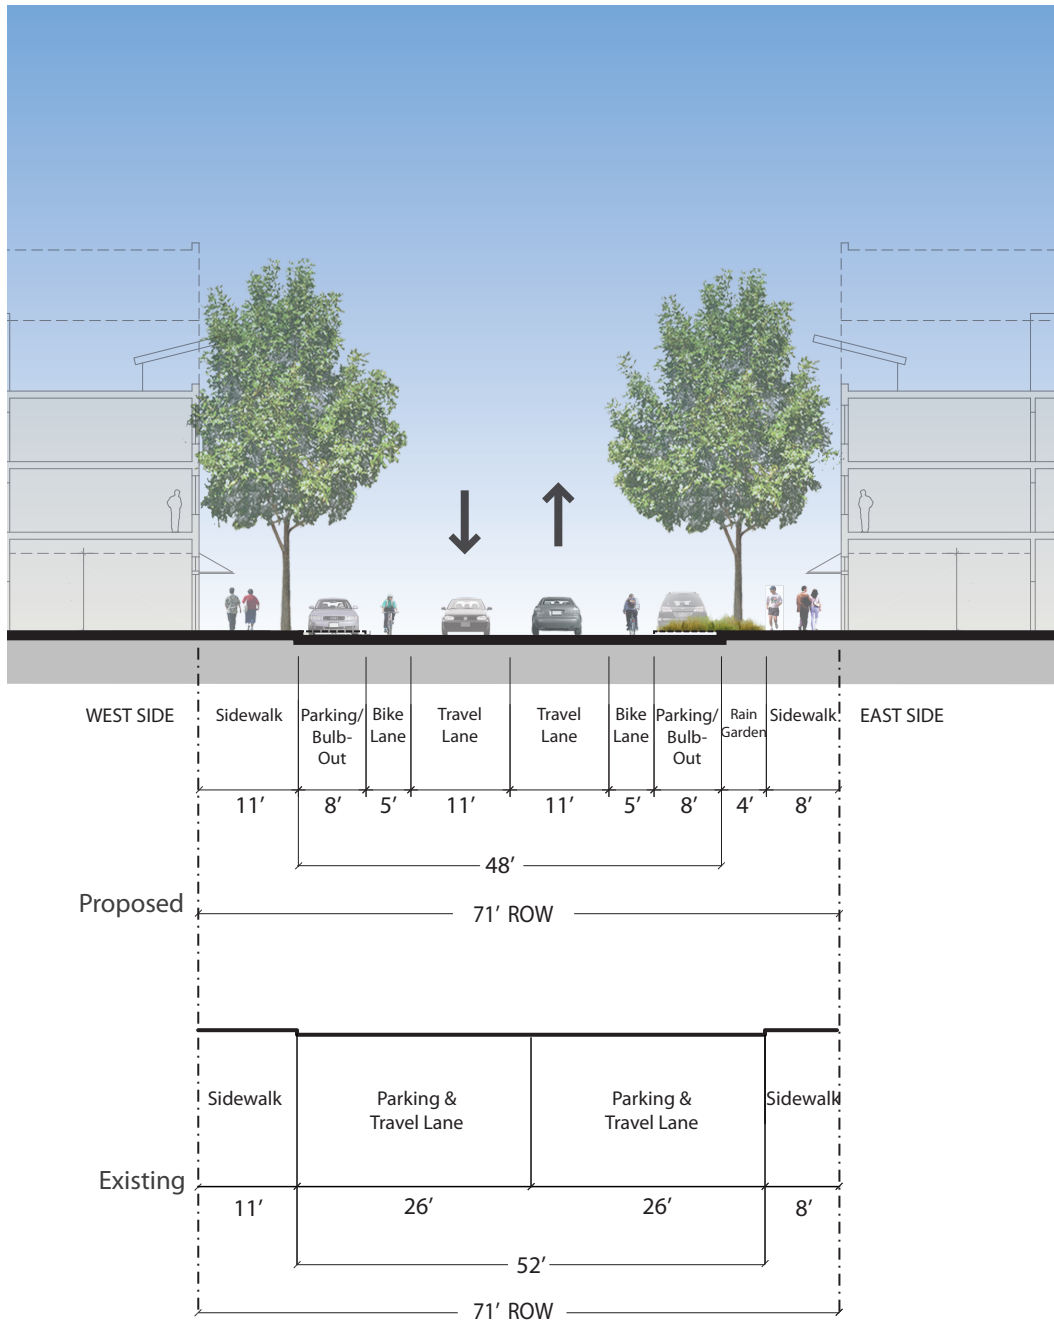 WEST SIDE
Sidewalk
Parking/
Bulb-
Out
Bike
Lane
Travel
Lane
Travel
Lane
Bike
Lane
Parking/
Bulb-
Out
Rain
Garden
Sidewalk
EAST SIDE
11’ 8’ 5’ 11’ 11’ 5’ 8’ 4’ 8’
48’
Proposed
71’ ROW
Sidewalk
Parking &
Travel Lane
Parking &
Travel Lane
Sidewalk
Existing
11’ 26’ 26’ 8’
52’
71’ ROW